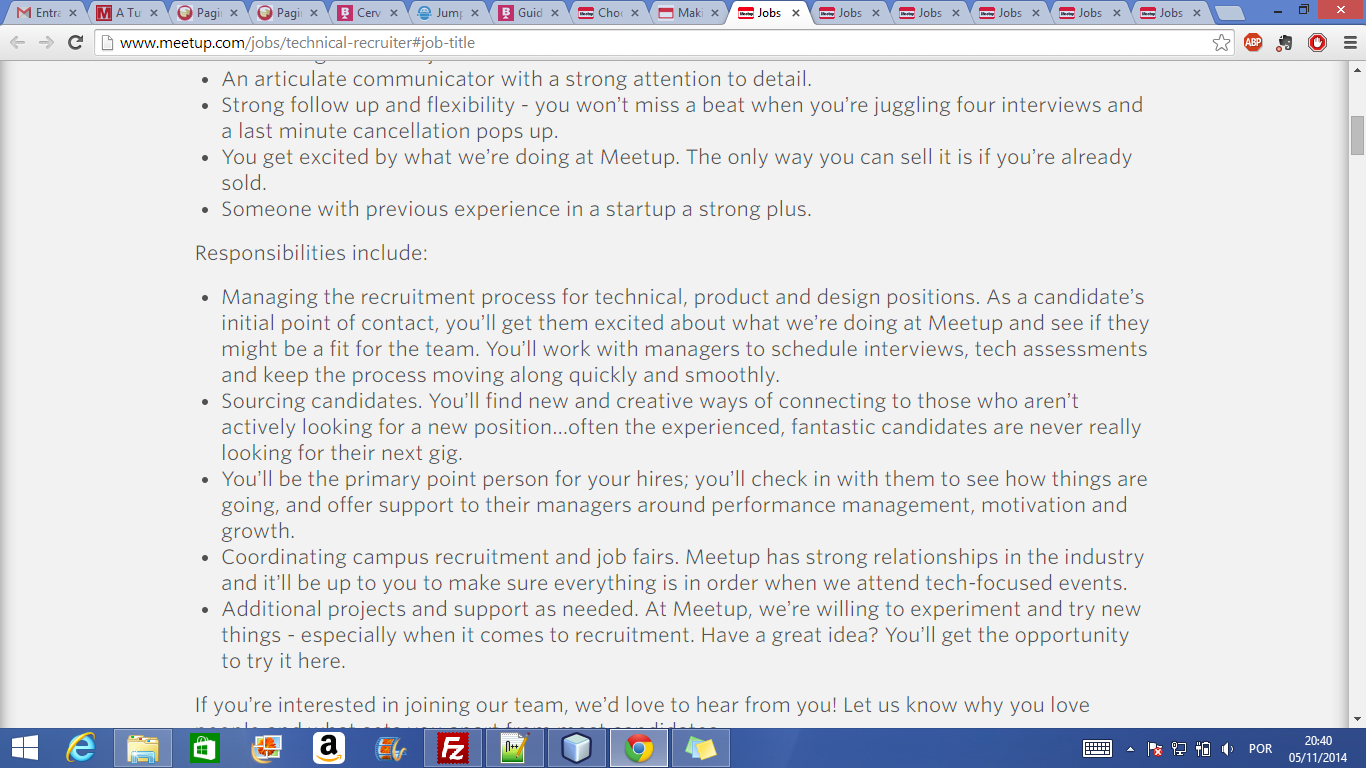 Entra
A Tu
Pagin
Pagin
Cerv
Jump
Guid
Choo
Maki
Jobs
Jobs
Jobs
Jobs
Jobs
Jobs
www.meetup.com/jobs/technical-recruiter#job-title
ABP
An articulate communicator with a strong attention to detail.
Strong follow up and flexibility - you won’t miss a beat when you’re juggling four interviews and
a last minute cancellation pops up.
You get excited by what we’re doing at Meetup. The only way you can sell it is if you’re already
sold.
Someone with previous experience in a startup a strong plus.
Responsibilities include:
Managing the recruitment process for technical, product and design positions. As a candidate’s
initial point of contact, you’ll get them excited about what we’re doing at Meetup and see if they
might be a fit for the team. You’ll work with managers to schedule interviews, tech assessments
and keep the process moving along quickly and smoothly.
Sourcing candidates. You’ll find new and creative ways of connecting to those who aren’t
actively looking for a new position...often the experienced, fantastic candidates are never really
looking for their next gig.
You’ll be the primary point person for your hires; you’ll check in with them to see how things are
going, and offer support to their managers around performance management, motivation and
growth.
Coordinating campus recruitment and job fairs. Meetup has strong relationships in the industry
and it’ll be up to you to make sure everything is in order when we attend tech-focused events.
Additional projects and support as needed. At Meetup, we’re willing to experiment and try new
things - especially when it comes to recruitment. Have a great idea? You’ll get the opportunity
to try it here.
If you’re interested in joining our team, we’d love to hear from you! Let us know why you love
POR
20:40
05/11/2014